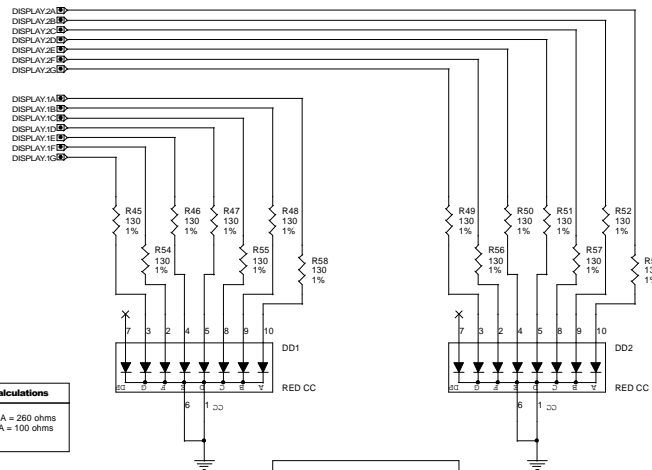 DISPLAY.2A
DISPLAY.2B
DISPLAY.2C
DISPLAY.2D
DISPLAY.2E
DISPLAY.2F
DISPLAY.2G
DISPLAY.1A
DISPLAY.1B
DISPLAY.1C
DISPLAY.1D
DISPLAY.1E
DISPLAY.1F
DISPLAY.1G
R45 130 1%
R46 130 1%
R47 130 1%
R48 130 1%
R49 130 1%
R50 130 1%
R51 130 1%
R52 130 1%
R54 130 1%
R55 130 1%
R58 130 1%
R56 130 1%
R57 130 1%
7 3 2 4 5 8 9 10
7 3 2 4 5 8 9 10
DD1
DD2
DP G F E D C B A
DP G F E D C B A
RED CC
RED CC
6 1 CC
6 1 CC
alculations
A = 260 ohms
A = 100 ohms